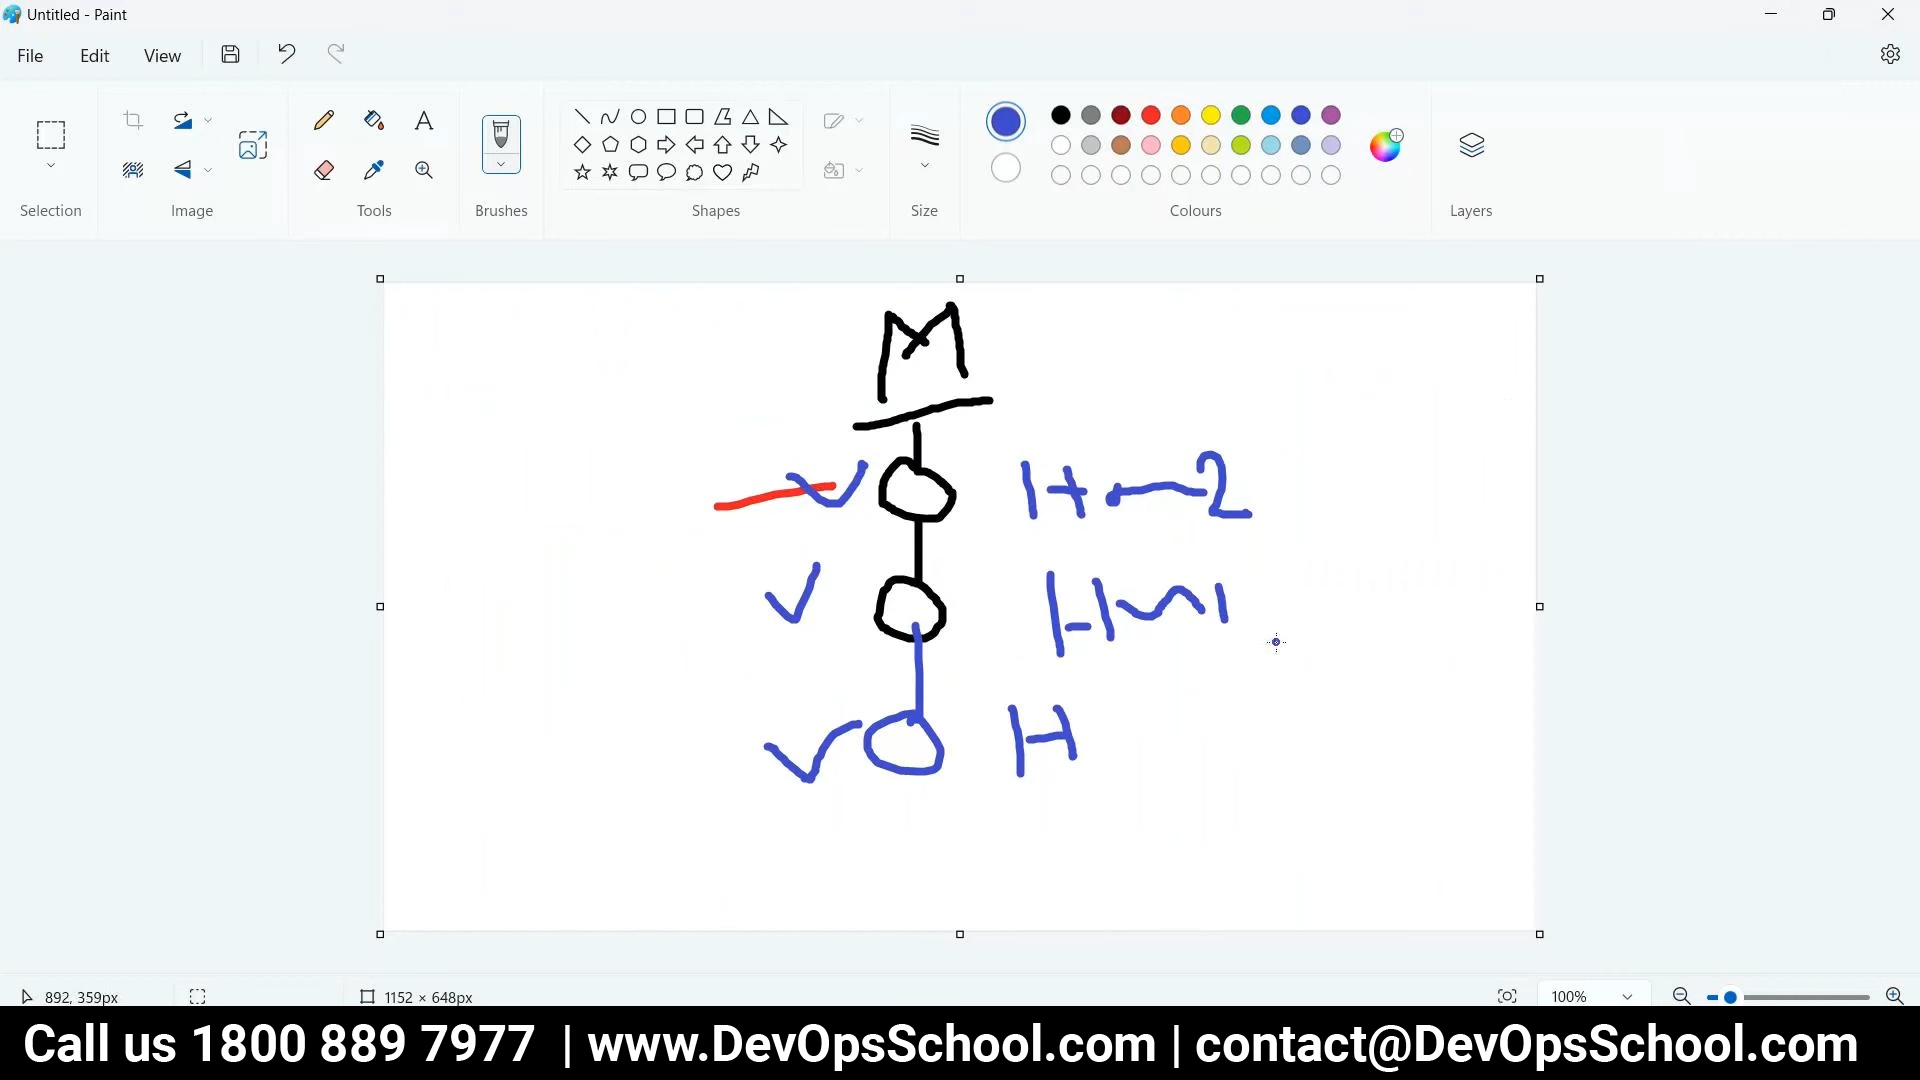 Untitled - Paint
File Edit View
Selection Image Tools Brushes Shapes Size Colours Layers
M
H~2
H~1
H
892, 359px 1152 × 648px 100%
Call us 1800 889 7977 | www.DevOpsSchool.com | contact@DevOpsSchool.com